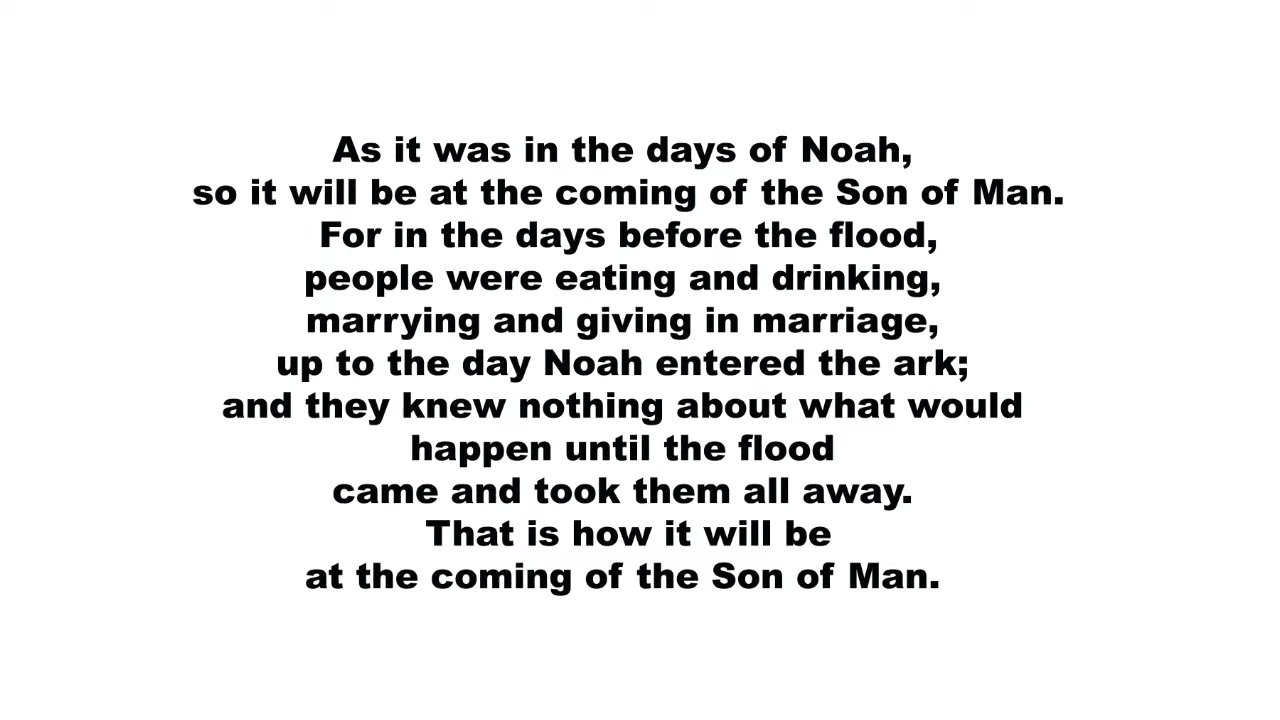 As it was in the days of Noah,
so it will be at the coming of the Son of Man.
For in the days before the flood,
people were eating and drinking,
marrying and giving in marriage,
up to the day Noah entered the ark;
and they knew nothing about what would
happen until the flood
came and took them all away.
That is how it will be
at the coming of the Son of Man.